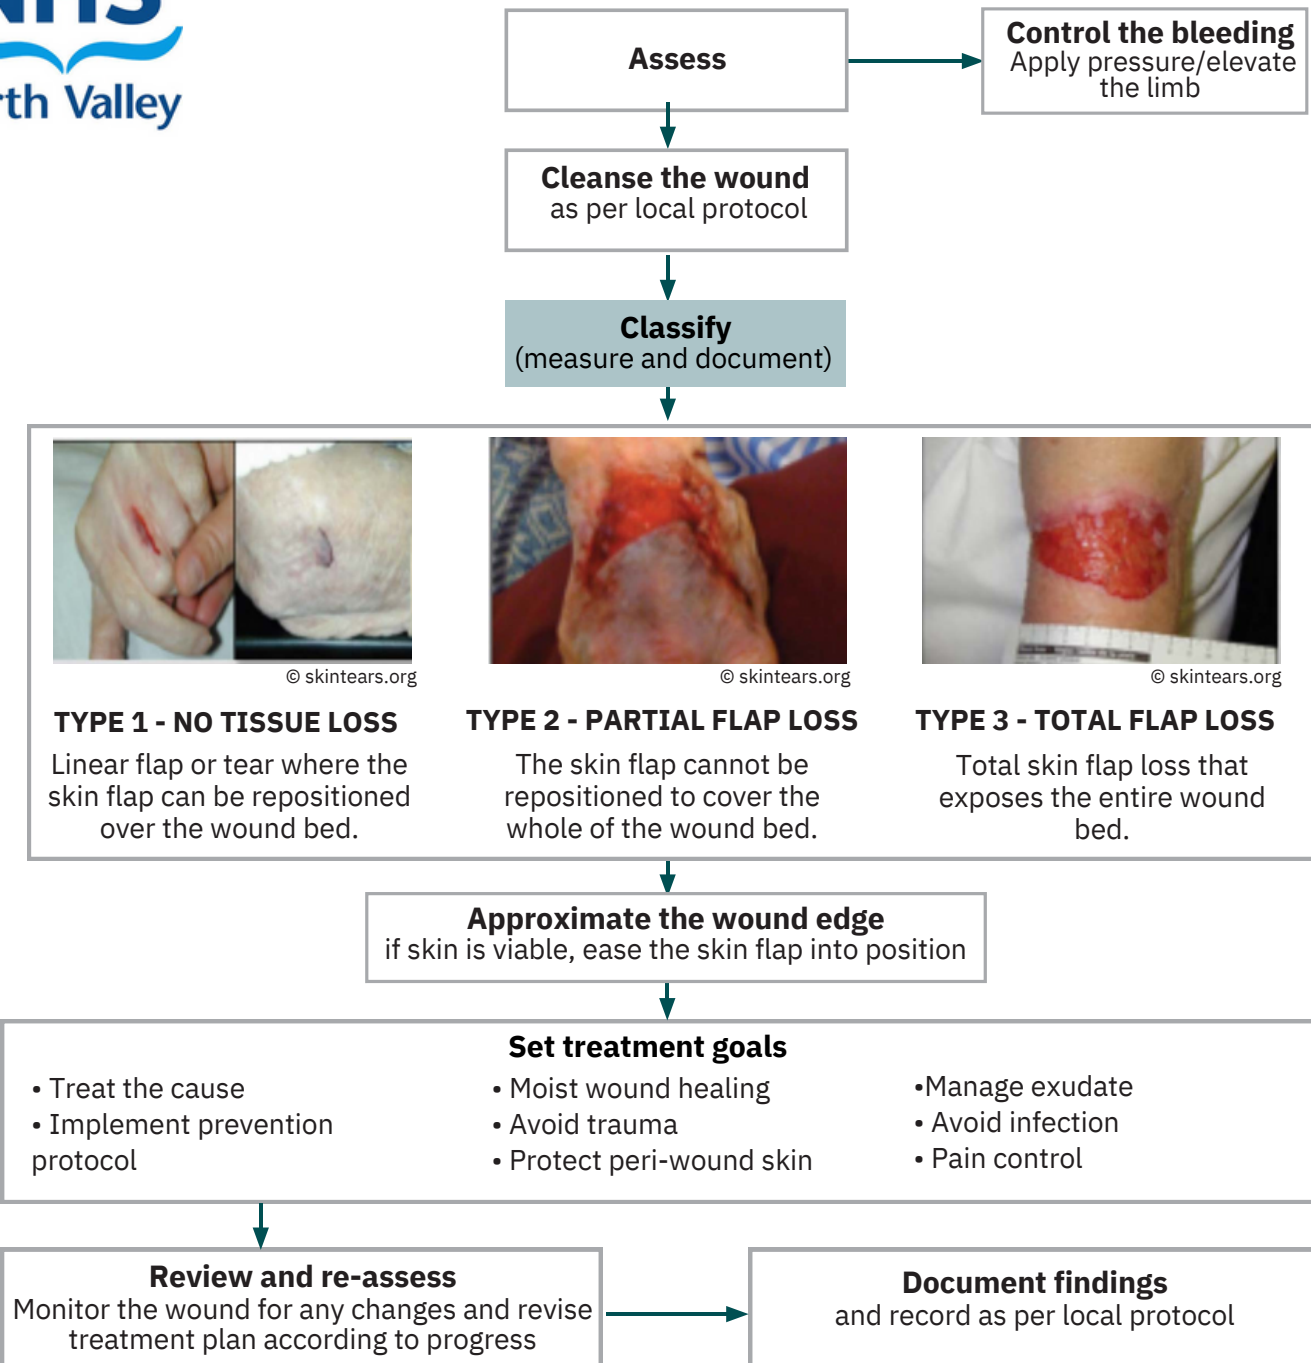 NHS
rth Valley
Assess
Control the bleeding
Apply pressure/elevate
the limb
Cleanse the wound
as per local protocol
Classify
(measure and document)
© skintears.org
© skintears.org
© skintears.org
TYPE 1 - NO TISSUE LOSS
Linear flap or tear where the
skin flap can be repositioned
over the wound bed.
TYPE 2 - PARTIAL FLAP LOSS
The skin flap cannot be
repositioned to cover the
whole of the wound bed.
TYPE 3 - TOTAL FLAP LOSS
Total skin flap loss that
exposes the entire wound
bed.
Approximate the wound edge
if skin is viable, ease the skin flap into position
Set treatment goals
• Treat the cause
• Implement prevention
protocol
• Moist wound healing
• Avoid trauma
• Protect peri-wound skin
•Manage exudate
• Avoid infection
• Pain control
Review and re-assess
Monitor the wound for any changes and revise
treatment plan according to progress
Document findings
and record as per local protocol